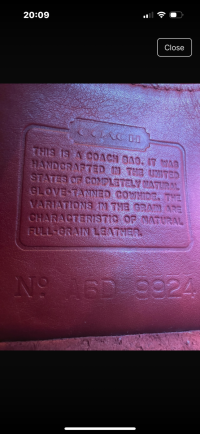 20:09
Close
COACH
THIS IS A COACH BAG. IT WAS
HANDCRAFTED IN THE UNITED
STATES OF COMPLETELY NATURAL
GLOVE-TANNED COWHIDE. THE
VARIATIONS IN THE GRAIN ARE
CHARACTERISTIC OF NATURAL
FULL-GRAIN LEATHER.
Nº 9924